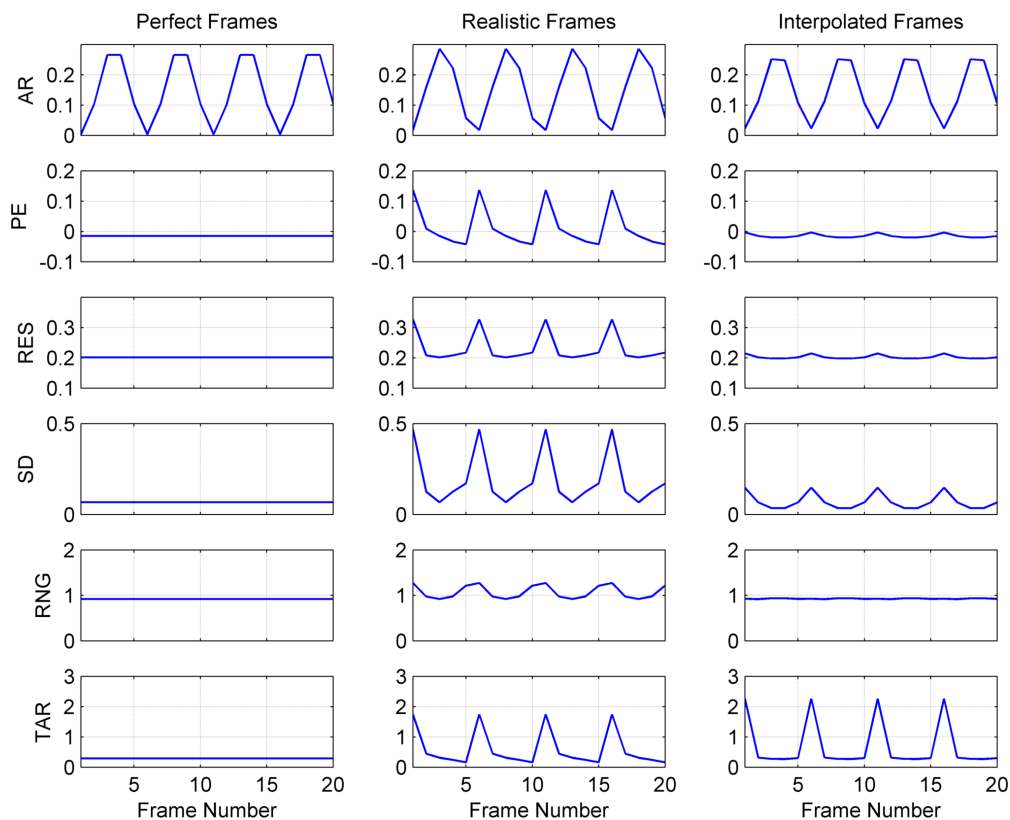 Perfect Frames Realistic Frames Interpolated Frames
AR
0.2 0.2 0.2
0.1 0.1 0.1
0 0 0
PE
0.2 0.2 0.2
0.1 0.1 0.1
0 0 0
-0.1 -0.1 -0.1
RES
0.3 0.3 0.3
0.2 0.2 0.2
0.1 0.1 0.1
SD
0.5 0.5 0.5
0 0 0
RNG
2 2 2
1 1 1
0 0 0
TAR
3 3 3
2 2 2
1 1 1
0 0 0
5 10 15 20 5 10 15 20 5 10 15 20
Frame Number Frame Number Frame Number